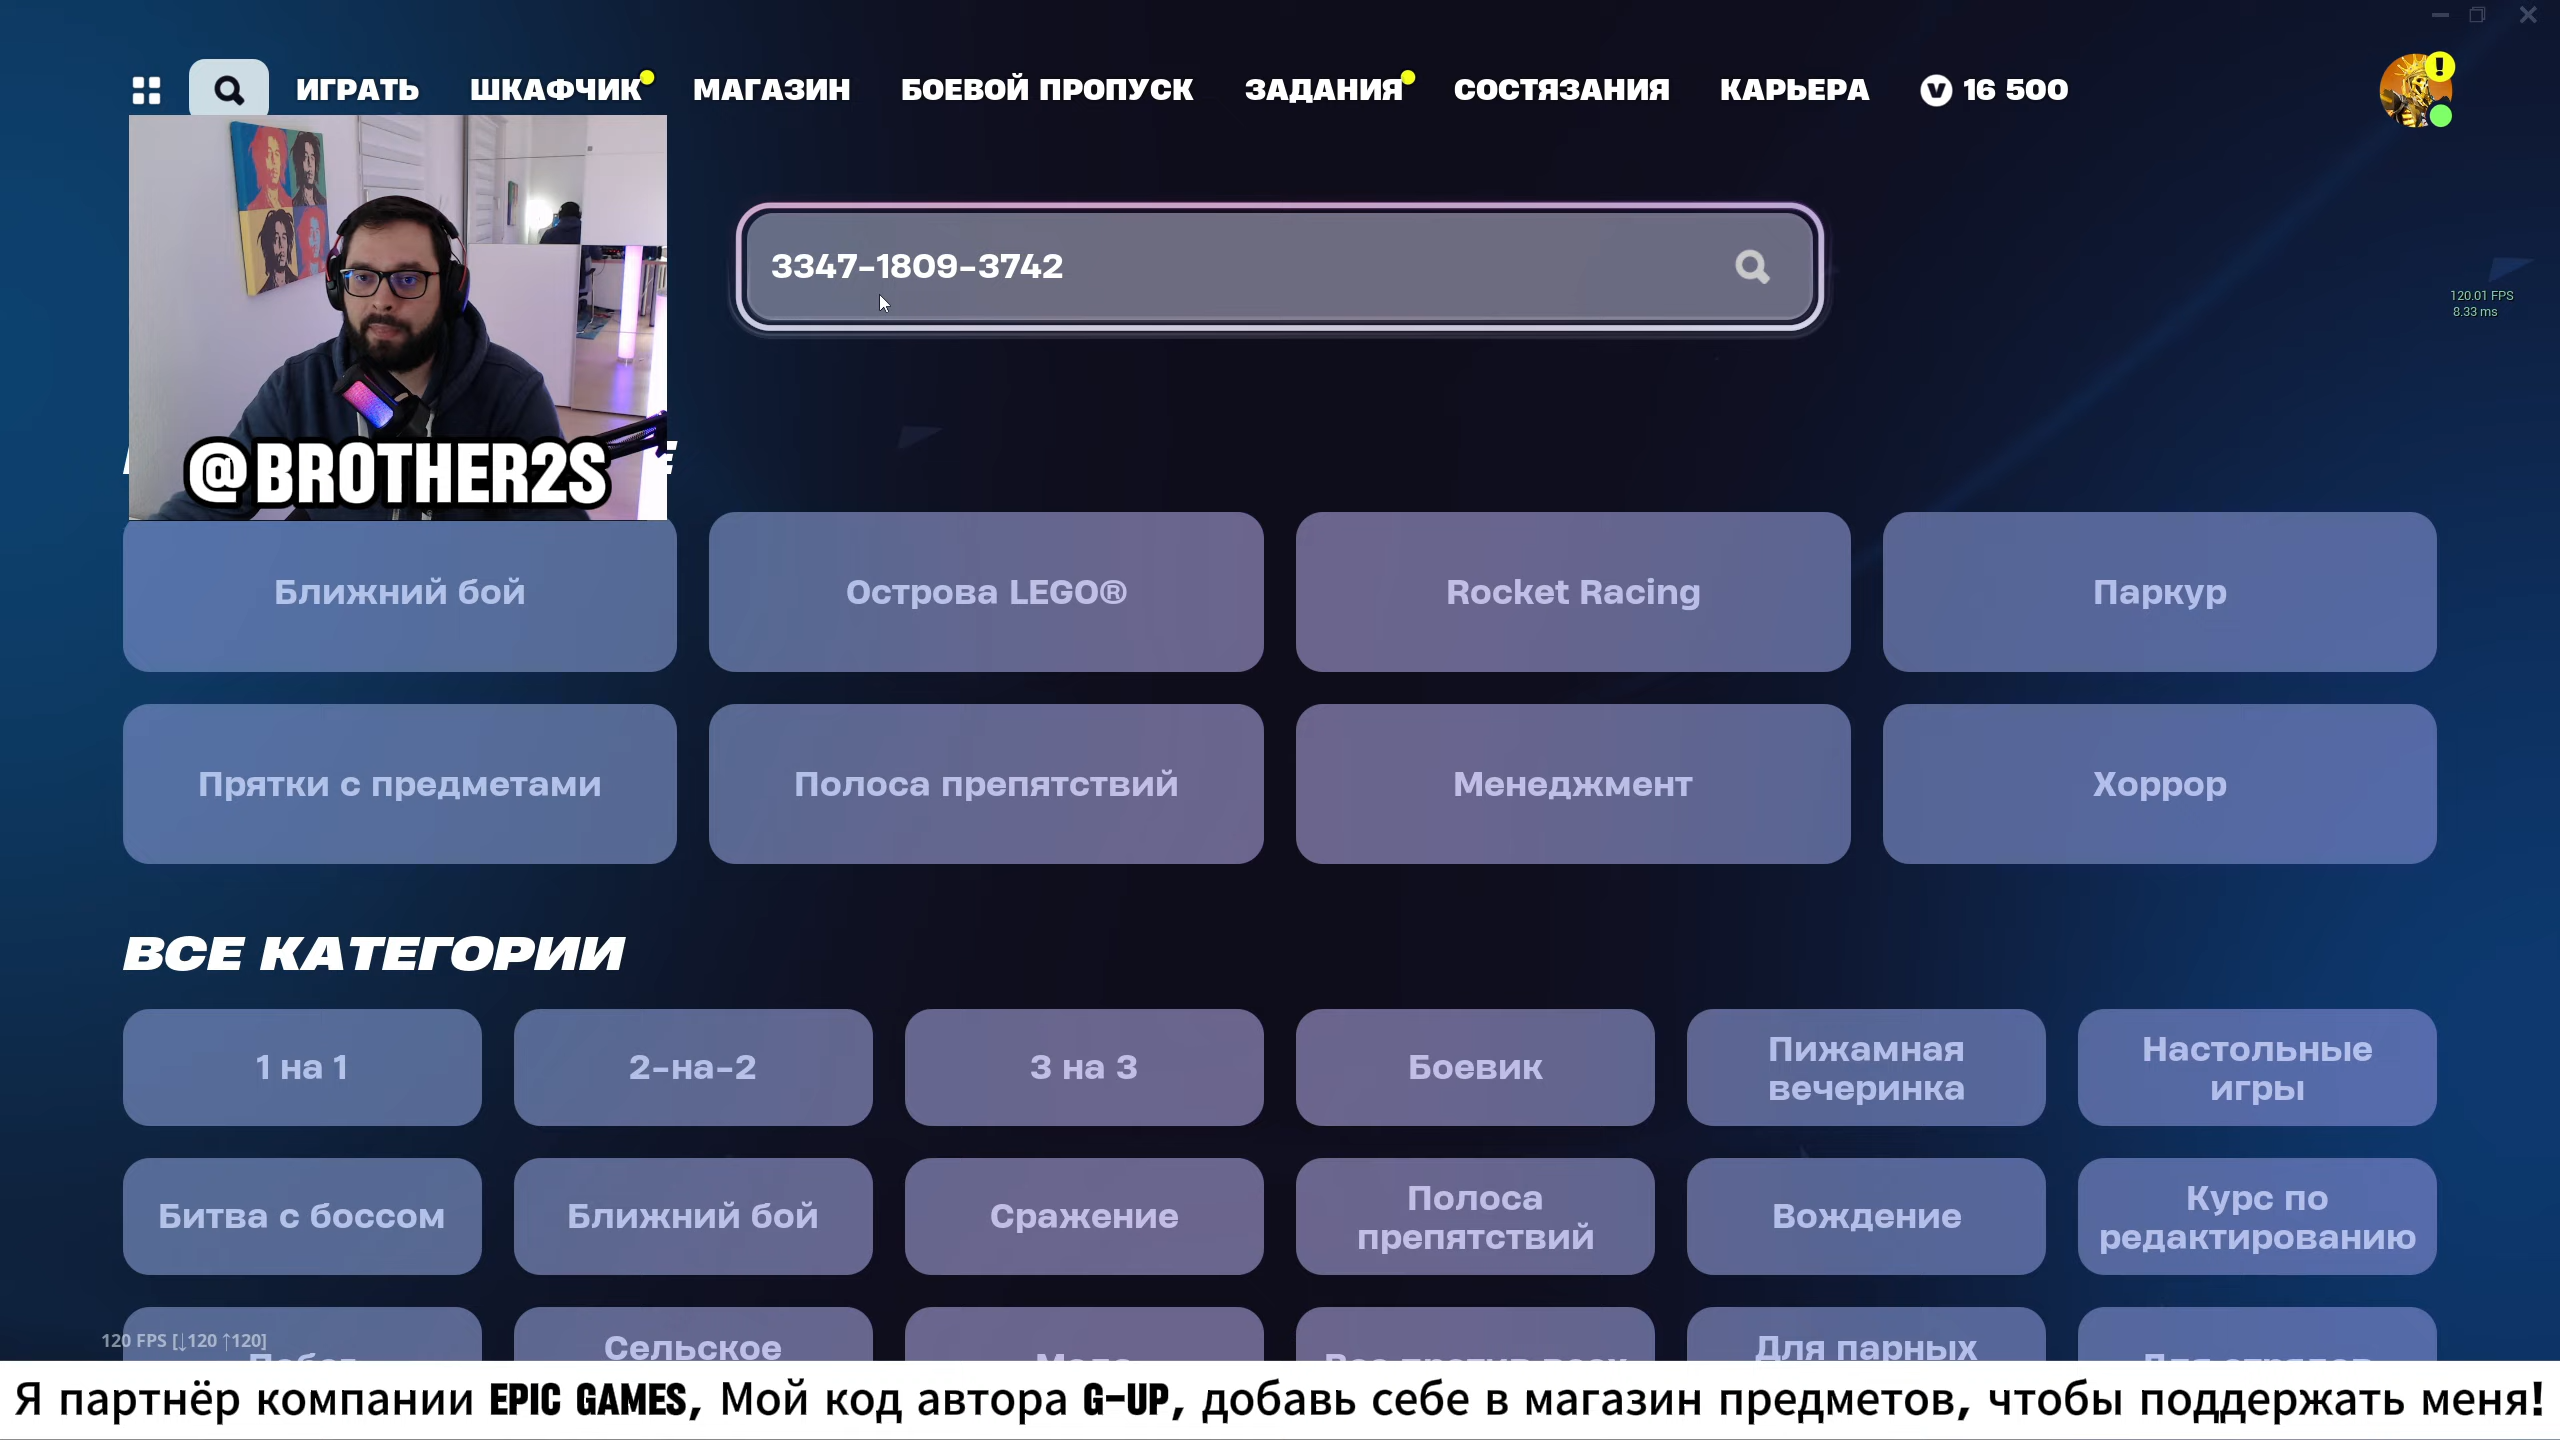 ИГРАТЬ ШКАФЧИК МАГАЗИН БОЕВОЙ ПРОПУСК ЗАДАНИЯ СОСТЯЗАНИЯ КАРЬЕРА V 16 500
3347-1809-3742
120.01 FPS
8.33 ms
@BROTHER2S
Ближний бой
Острова LEGO®
Rocket Racing
Паркур
Прятки с предметами
Полоса препятствий
Менеджмент
Хоррор
ВСЕ КАТЕГОРИИ
1 на 1
2-на-2
3 на 3
Боевик
Пижамная
вечеринка
Настольные
игры
Битва с боссом
Ближний бой
Сражение
Полоса
препятствий
Вождение
Курс по
редактированию
120 FPS [↓120 ↑120]
Сельское
Для парных
Я партнёр компании EPIC GAMES, Мой код автора G-UP, добавь себе в магазин предметов, чтобы поддержать меня!